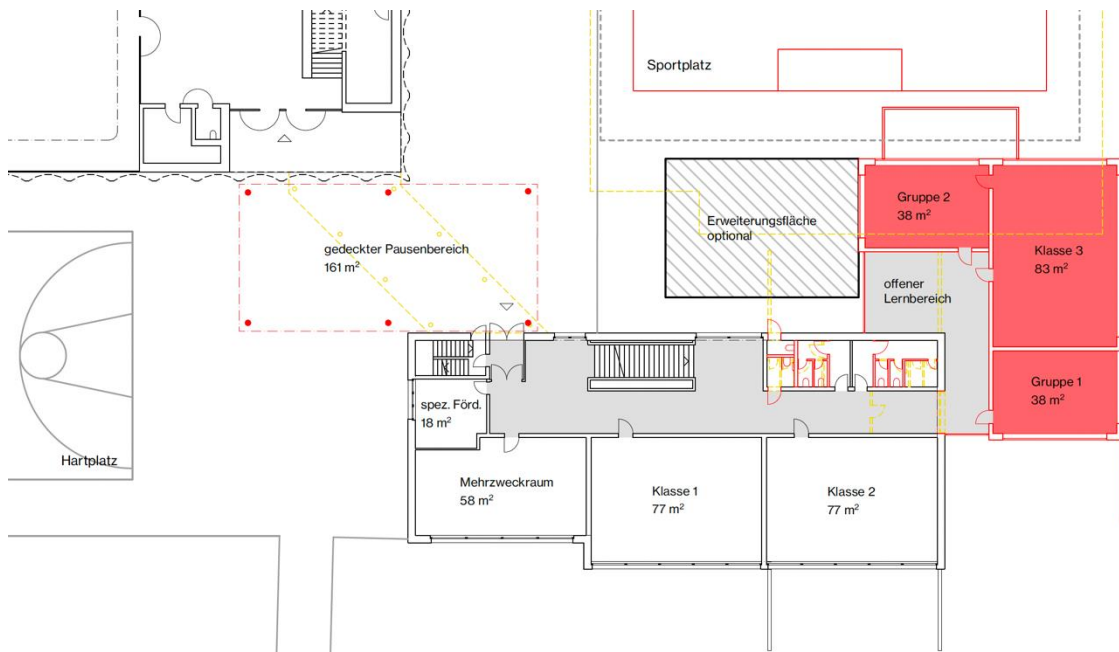 Sportplatz
Gruppe 2
38 m²
Erweiterungsfläche
optional
Klasse 3
83 m²
gedeckter Pausenbereich
161 m²
offener
Lernbereich
Gruppe 1
38 m²
spez. Förd.
18 m²
Hartplatz
Mehrzweckraum
58 m²
Klasse 1
77 m²
Klasse 2
77 m²